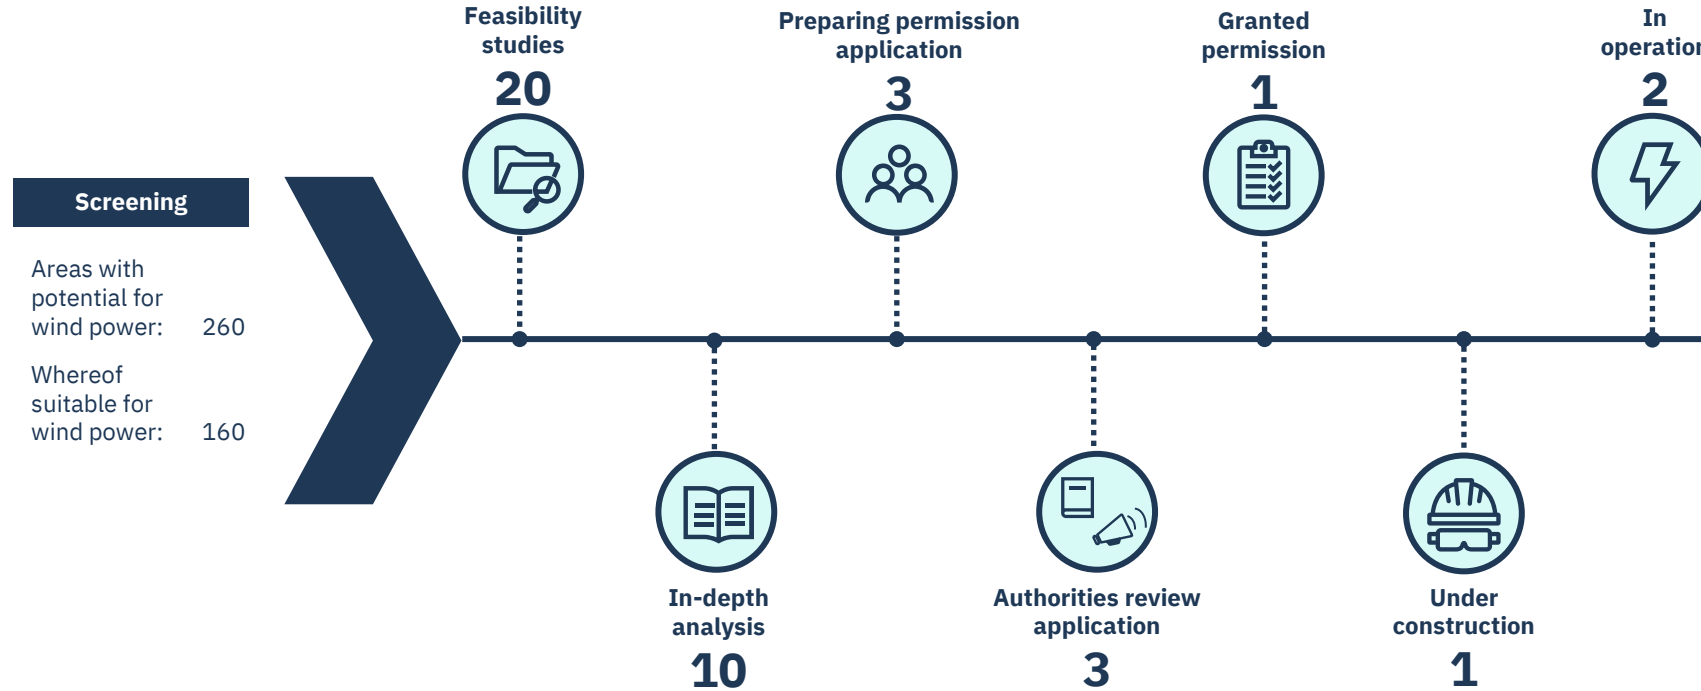 Screening
Areas with
potential for
wind power: 260
Whereof
suitable for
wind power: 160
Feasibility
studies
20
In-depth
analysis
10
Preparing permission
application
3
Authorities review
application
3
Granted
permission
1
Under
construction
1
In
operation
2